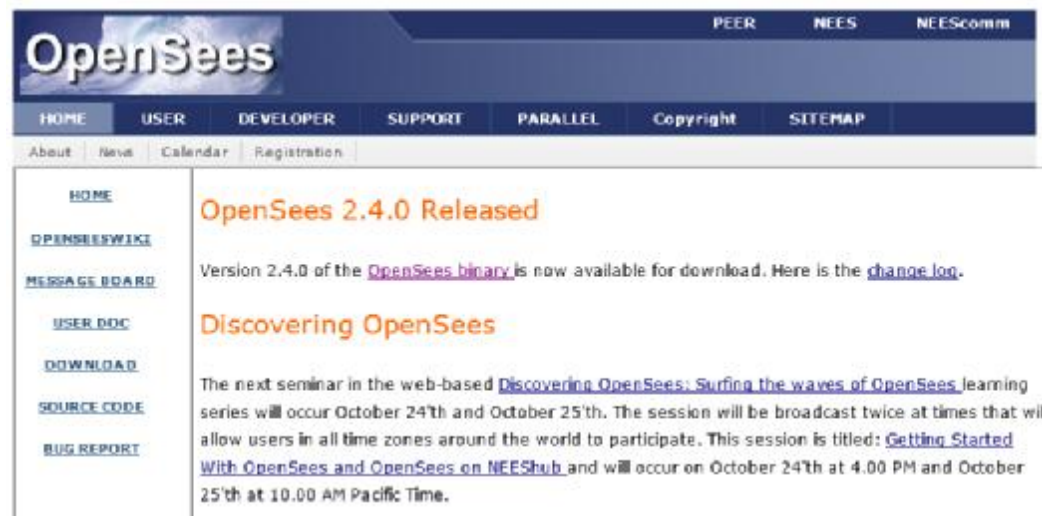 PEER NEES NEEScomm
OpenSees
HOME USER DEVELOPER SUPPORT PARALLEL Copyright SITEMAP
About News Calendar Registration
HOME
OPENSEESWIKI
MESSAGE BOARD
USER DOC
DOWNLOAD
SOURCE CODE
BUG REPORT
OpenSees 2.4.0 Released
Version 2.4.0 of the OpenSees binary is now available for download. Here is the change log.
Discovering OpenSees
The next seminar in the web-based Discovering OpenSees: Surfing the waves of OpenSees learning
series will occur October 24'th and October 25'th. The session will be broadcast twice at times that wil
allow users in all time zones around the world to participate. This session is titled: Getting Started
With OpenSees and OpenSees on NEEShub and will occur on October 24'th at 4.00 PM and October
25'th at 10.00 AM Pacific Time.